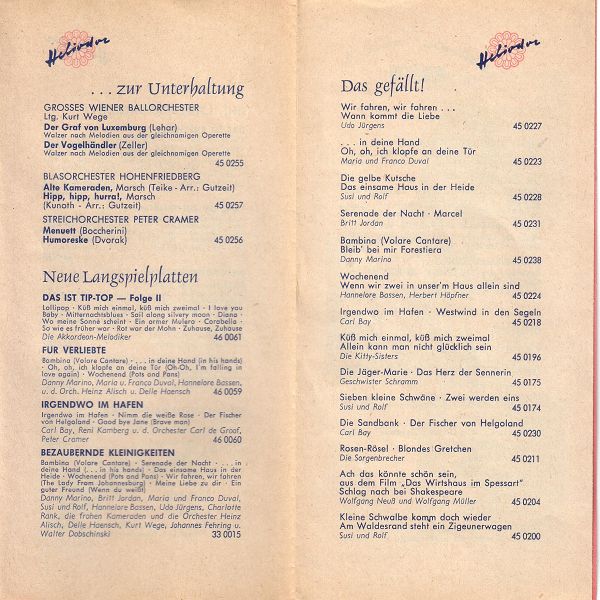 Heliodor
. . . zur Unterhaltung
GROSSES WIENER BALLORCHESTER
Ltg. Kurt Wege
Der Graf von Luxemburg (Lehar)
Walzer nach Melodien aus der gleichnamigen Operette
Der Vogelhändler (Zeller)
Walzer nach Melodien aus der gleichnamigen Operette
45 0255
BLASORCHESTER HOHENFRIEDBERG
Alte Kameraden, Marsch (Teike - Arr.: Gutzeit)
Hipp, hipp, hurra!, Marsch
(Kunoth - Arr.: Gutzeit) 45 0257
STREICHORCHESTER PETER CRAMER
Menuett (Boccherini)
Humoreske (Dvorak) 45 0256
Neue Langspielplatten
DAS IST TIP-TOP — Folge II
Lollipop · Küß mich einmal, küß mich zweimal · I love you
Baby · Mitternachtsblues · Sail along silvery moon · Diana ·
Wo meine Sonne scheint · Ein armer Mulero · Carabella ·
So wie es früher war · Rot war der Mohn · Zuhause, Zuhause
Die Akkordeon-Melodiker 46 0061
FUR VERLIEBTE
Bambina (Volare Cantare) · . . . in deine Hand (in his hands)
· Oh, oh, ich klopfe an deine Tür (Oh-Oh, I'm falling in
love again) · Wochenend (Pots and Pans)
Danny Marino, Maria u. Franco Duval, Hannelore Bassen,
u. d. Orch. Heinz Alisch u. Delle Haensch 46 0059
IRGENDWO IM HAFEN
Irgendwo im Hafen · Nimm die weiße Rose · Der Fischer
von Helgoland · Good bye Jane (Brave man)
Carl Bay, Reni Kamberg u. d. Orchester Carl de Groof,
Peter Cramer 46 0060
BEZAUBERNDE KLEINIGKEITEN
Bambina (Volare Cantare) · Serenade der Nacht · . . . in
deine Hand (. . . in his hands) · Das einsame Haus in der
Heide · Wochenend (Pots and Pans) · Wir fahren, wir fahren
(The Lady From Johannesburg) · Meine Liebe zu dir · Ein
guter Freund (Wenn du weißt)
Danny Marino, Britt Jordan, Maria und Franco Duval,
Susi und Rolf, Hannelore Bassen, Udo Jürgens, Charlotte
Rank, die frohen Kameraden und die Orchester Heinz
Alisch, Delle Haensch, Kurt Wege, Johannes Fehring u.
Walter Dobschinski 33 0015
Heliodor
Das gefällt!
Wir fahren, wir fahren . . .
Wann kommt die Liebe
Udo Jürgens 45 0227
. . . in deine Hand
Oh, oh, ich klopfe an deine Tür
Maria und Franco Duval 45 0223
Die gelbe Kutsche
Das einsame Haus in der Heide
Susi und Rolf 45 0228
Serenade der Nacht · Marcel
Britt Jordan 45 0231
Bambina (Volare Cantare)
Bleib' bei mir Forestiera
Danny Marino 45 0238
Wochenend
Wenn wir zwei in unser'm Haus allein sind
Hannelore Bassen, Herbert Höpfner 45 0224
Irgendwo im Hafen · Westwind in den Segeln
Carl Bay 45 0218
Küß mich einmal, küß mich zweimal
Allein kann man nicht glücklich sein
Die Kitty-Sisters 45 0196
Die Jäger-Marie · Das Herz der Sennerin
Geschwister Schramm 45 0175
Sieben kleine Schwäne · Zwei werden eins
Susi und Rolf 45 0174
Die Sandbank · Der Fischer von Helgoland
Carl Bay 45 0230
Rosen-Rösel · Blondes Gretchen
Die Sorgenbrecher 45 0211
Ach das könnte schön sein,
aus dem Film „Das Wirtshaus im Spessart"
Schlag nach bei Shakespeare
Wolfgang Neuß und Wolfgang Müller 45 0204
Kleine Schwalbe komm doch wieder
Am Waldesrand steht ein Zigeunerwagen
Susi und Rolf 45 0200